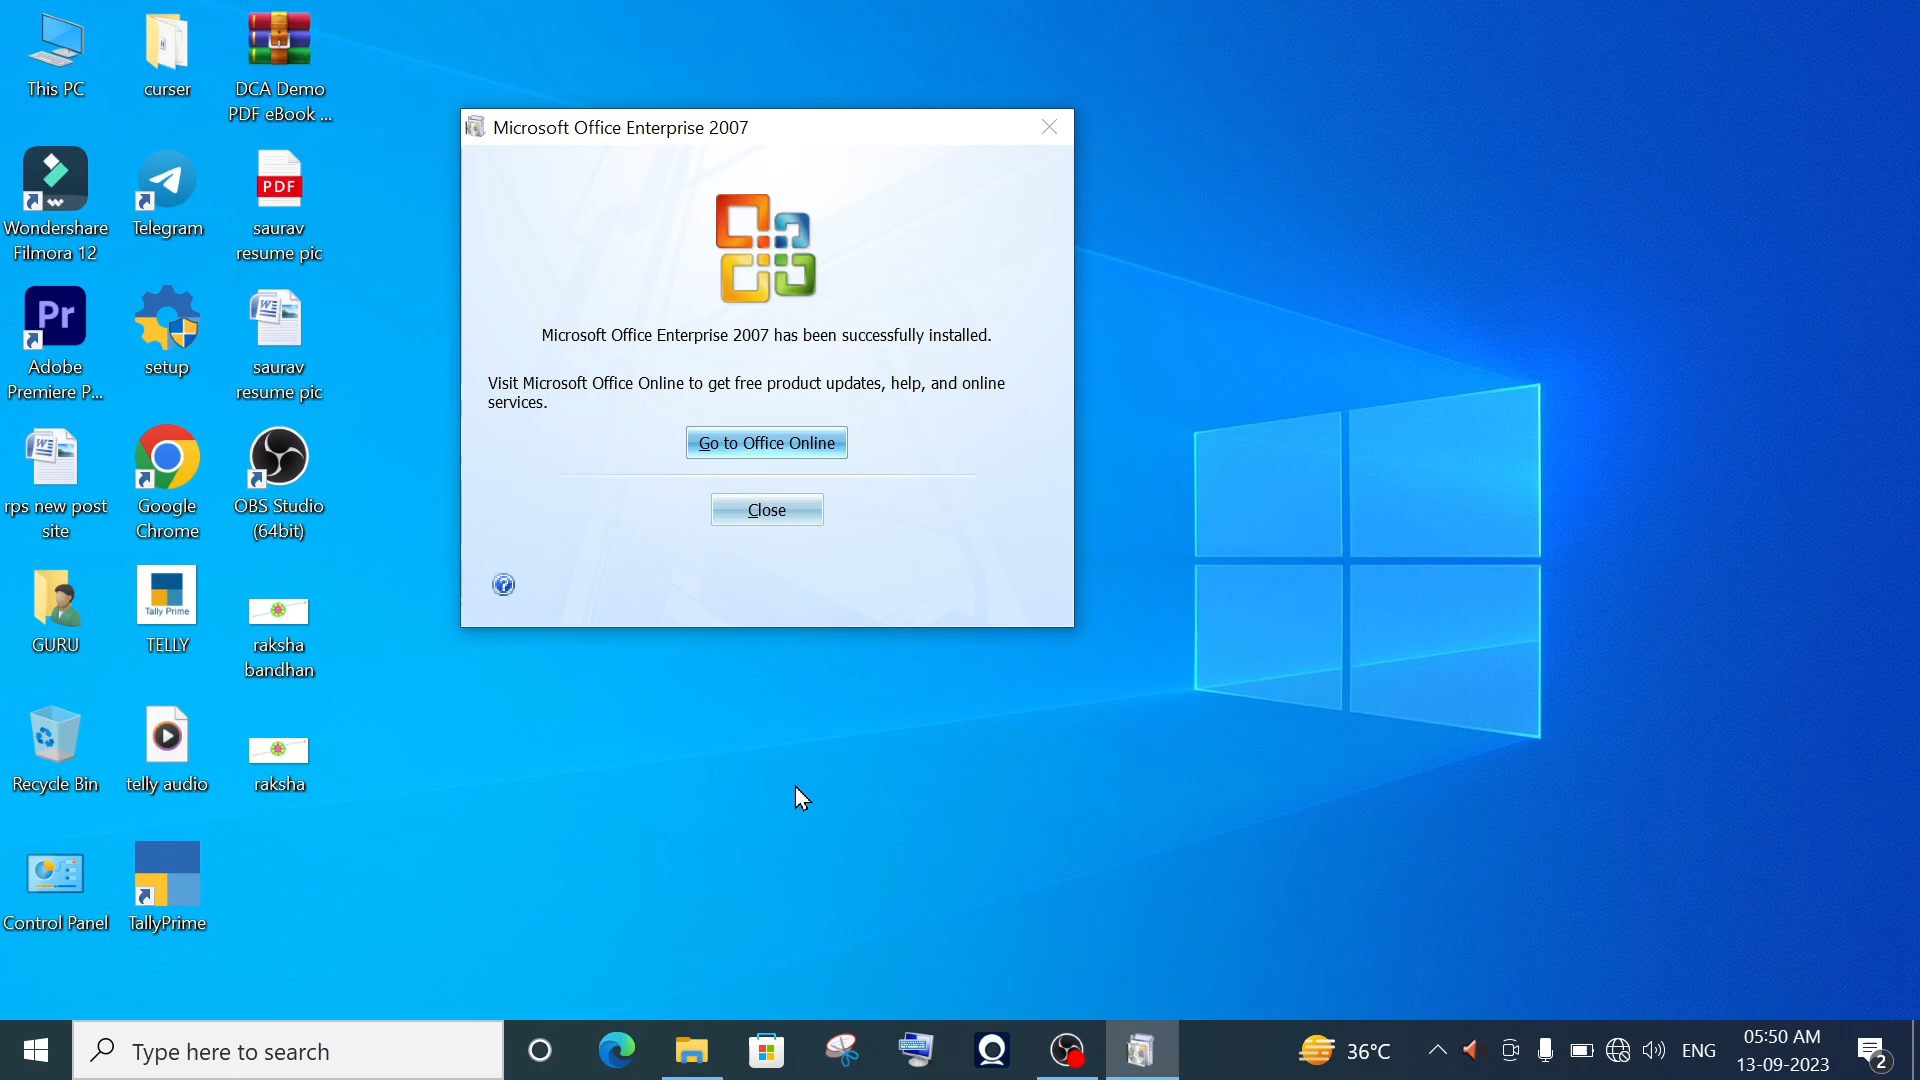 This PC
curser
DCA Demo
PDF eBook ...
Wondershare
Filmora 12
Telegram
PDF
saurav
resume pic
Pr
Adobe
Premiere P...
setup
saurav
resume pic
rps new post
site
Google
Chrome
OBS Studio
(64bit)
GURU
Tally Prime
TELLY
raksha
bandhan
Recycle Bin
telly audio
raksha
Control Panel
TallyPrime
Microsoft Office Enterprise 2007
Microsoft Office Enterprise 2007 has been successfully installed.
Visit Microsoft Office Online to get free product updates, help, and online
services.
Go to Office Online
Close
Type here to search
36°C
ENG
05:50 AM
13-09-2023
2